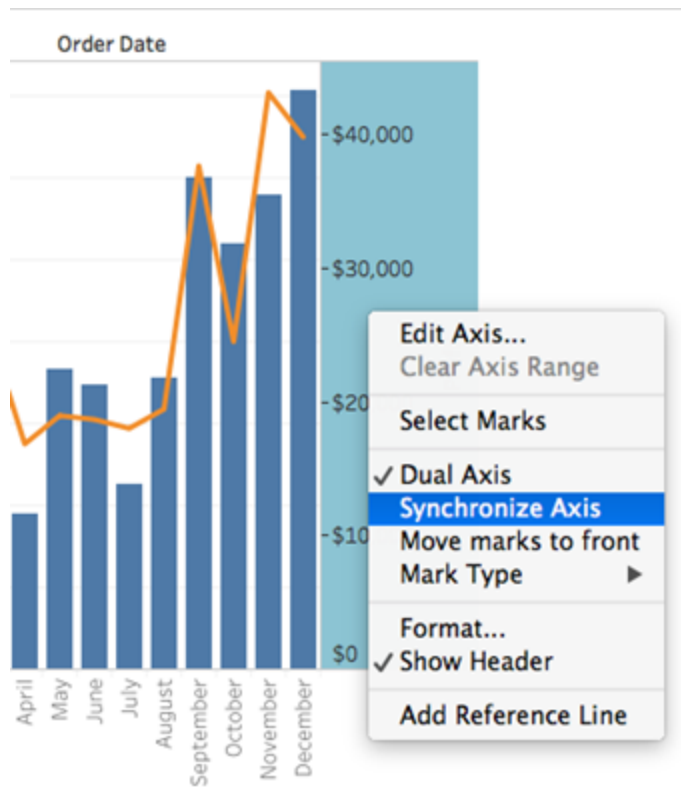 Order Date
$40,000
$30,000
$20
$10
$0
Edit Axis...
Clear Axis Range
Select Marks
✓ Dual Axis
Synchronize Axis
Move marks to front
Mark Type ▶
Format...
✓ Show Header
Add Reference Line
April
May
June
July
August
September
October
November
December